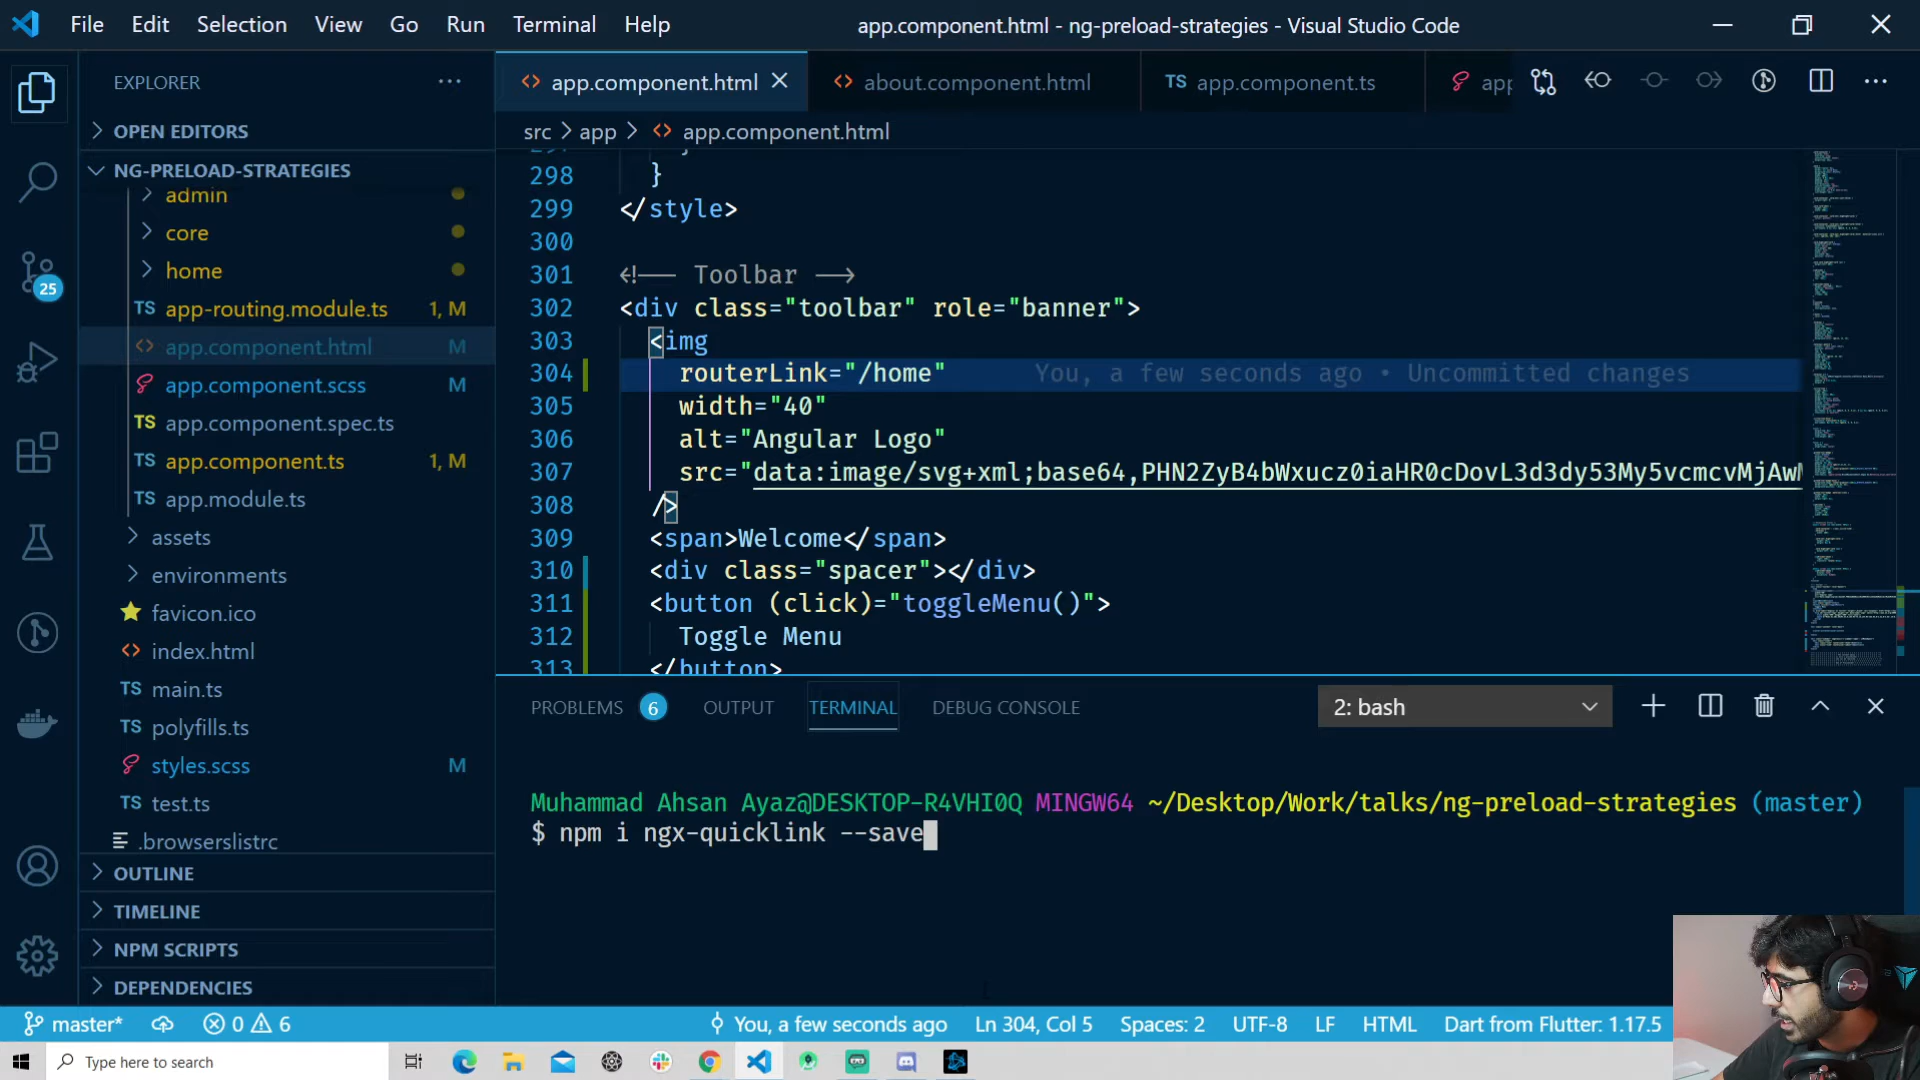 File Edit Selection View Go Run Terminal Help
app.component.html - ng-preload-strategies - Visual Studio Code
EXPLORER
OPEN EDITORS
NG-PRELOAD-STRATEGIES
admin
core
home
TS app-routing.module.ts 1, M
<> app.component.html M
app.component.scss M
TS app.component.spec.ts
TS app.component.ts 1, M
TS app.module.ts
assets
environments
favicon.ico
<> index.html
TS main.ts
TS polyfills.ts
styles.scss M
TS test.ts
.browserslistrc
OUTLINE
TIMELINE
NPM SCRIPTS
DEPENDENCIES
25
<> app.component.html
<> about.component.html
TS app.component.ts
app
src > app > <> app.component.html
298 }
299 </style>
300
301 <!-- Toolbar -->
302 <div class="toolbar" role="banner">
303 <img
304 routerLink="/home" You, a few seconds ago • Uncommitted changes
305 width="40"
306 alt="Angular Logo"
307 src="data:image/svg+xml;base64,PHN2ZyB4bWxucz0iaHR0cDovL3d3dy53My5vcmcvMjAwM
308 />
309 <span>Welcome</span>
310 <div class="spacer"></div>
311 <button (click)="toggleMenu()">
312 Toggle Menu
313 </button>
PROBLEMS 6 OUTPUT TERMINAL DEBUG CONSOLE
2: bash
Muhammad Ahsan Ayaz@DESKTOP-R4VHI0Q MINGW64 ~/Desktop/Work/talks/ng-preload-strategies (master)
$ npm i ngx-quicklink --save
master* 0 6 You, a few seconds ago Ln 304, Col 5 Spaces: 2 UTF-8 LF HTML Dart from Flutter: 1.17.5
Type here to search